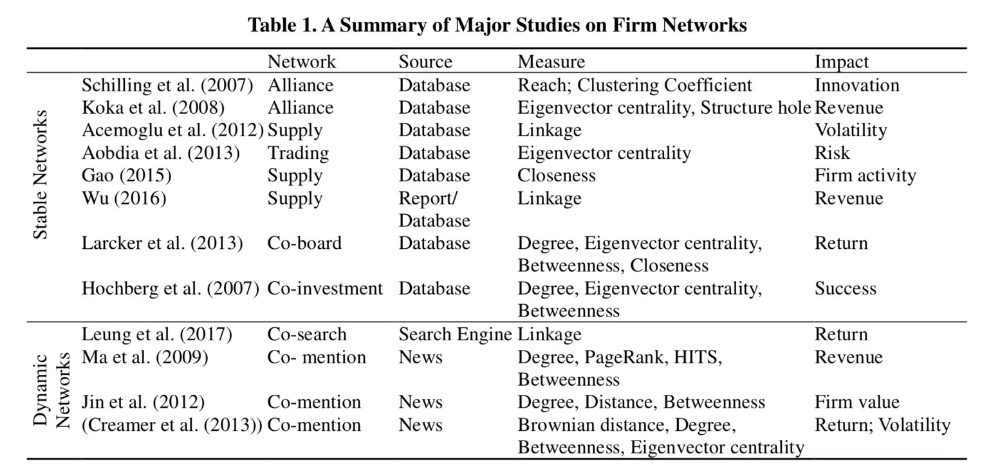 Table 1. A Summary of Major Studies on Firm Networks
Network Source Measure Impact
Stable Networks
Schilling et al. (2007) Alliance Database Reach; Clustering Coefficient Innovation
Koka et al. (2008) Alliance Database Eigenvector centrality, Structure hole Revenue
Acemoglu et al. (2012) Supply Database Linkage Volatility
Aobdia et al. (2013) Trading Database Eigenvector centrality Risk
Gao (2015) Supply Database Closeness Firm activity
Wu (2016) Supply Report/ Linkage Revenue
Database
Larcker et al. (2013) Co-board Database Degree, Eigenvector centrality, Return
Betweenness, Closeness
Hochberg et al. (2007) Co-investment Database Degree, Eigenvector centrality, Success
Betweenness
Dynamic
Networks
Leung et al. (2017) Co-search Search Engine Linkage Return
Ma et al. (2009) Co- mention News Degree, PageRank, HITS, Revenue
Betweenness
Jin et al. (2012) Co-mention News Degree, Distance, Betweenness Firm value
(Creamer et al. (2013)) Co-mention News Brownian distance, Degree, Return; Volatility
Betweenness, Eigenvector centrality